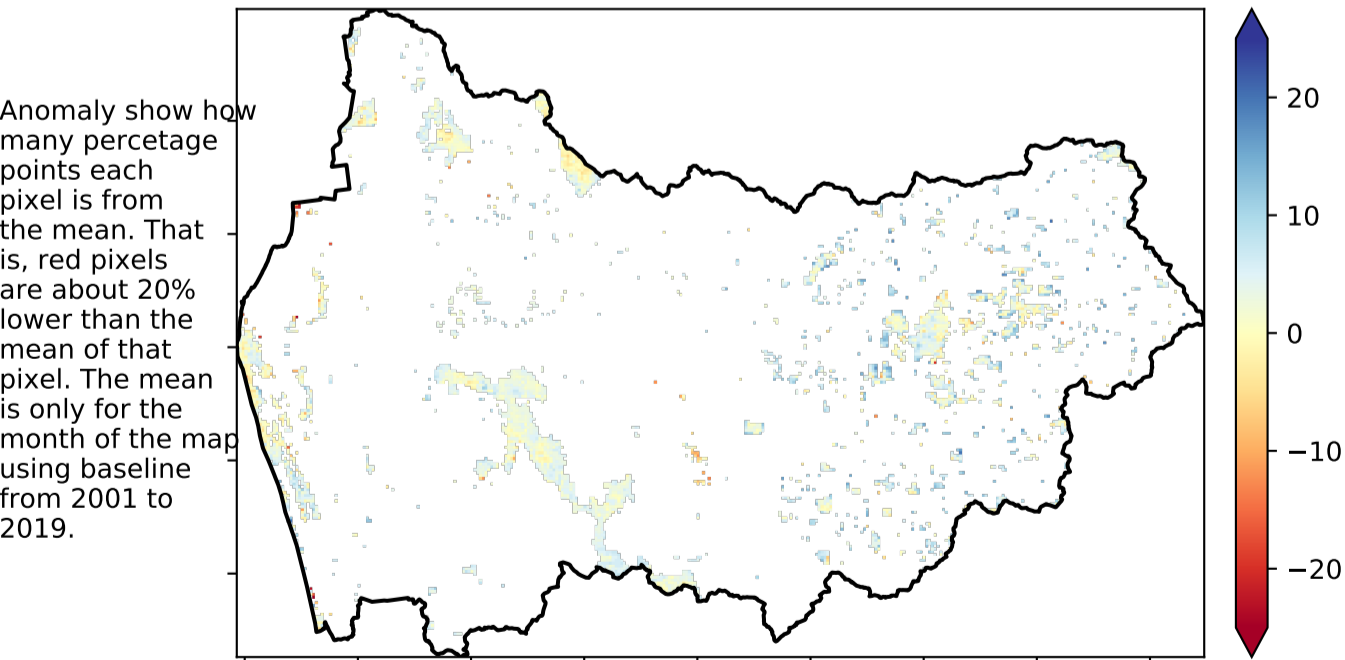 Anomaly show how
many percetage
points each
pixel is from
the mean. That
is, red pixels
are about 20%
lower than the
mean of that
pixel. The mean
is only for the
month of the map
using baseline
from 2001 to
2019.
20
10
0
−10
−20